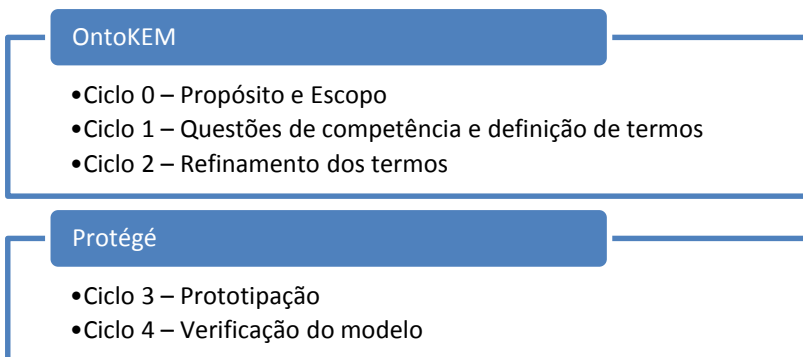 OntoKEM
•Ciclo 0 – Propósito e Escopo
•Ciclo 1 – Questões de competência e definição de termos
•Ciclo 2 – Refinamento dos termos
Protégé
•Ciclo 3 – Prototipação
•Ciclo 4 – Verificação do modelo